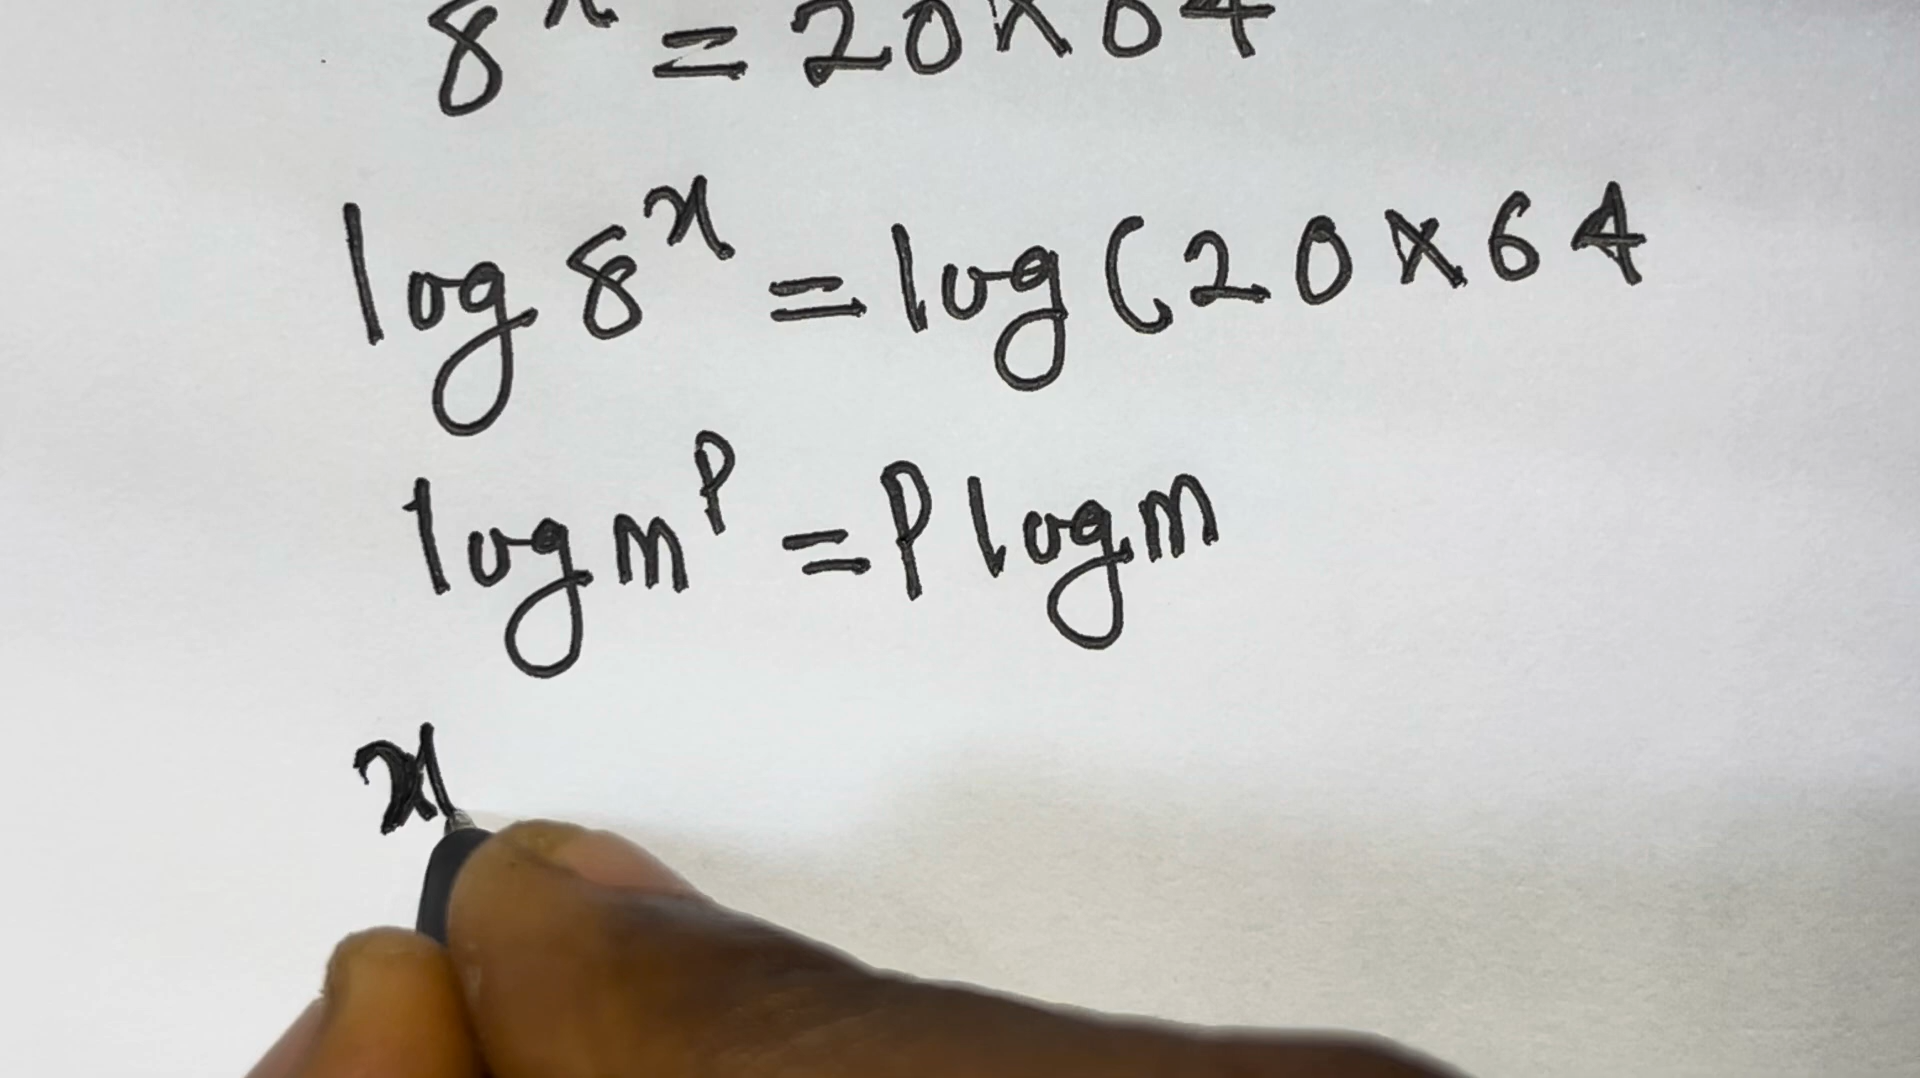 8^x = 20×64
log 8^x = log (20×64
log m^P = P log m
x